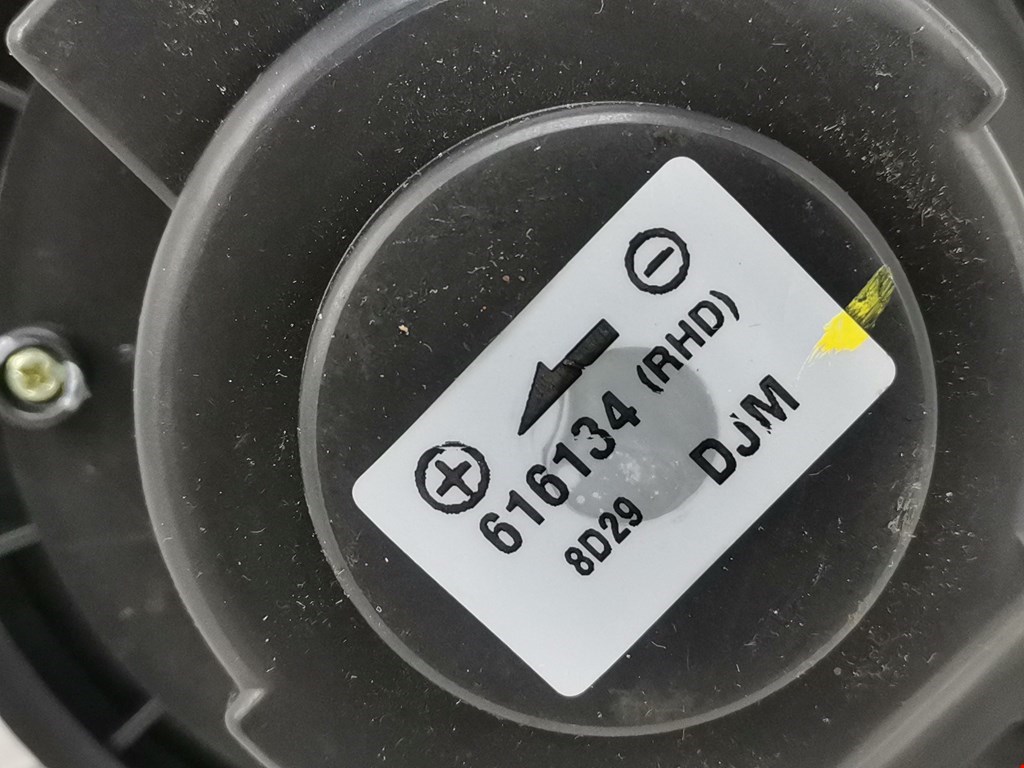 ⊕ ⊖
616134 (RHD)
8D29
DJM